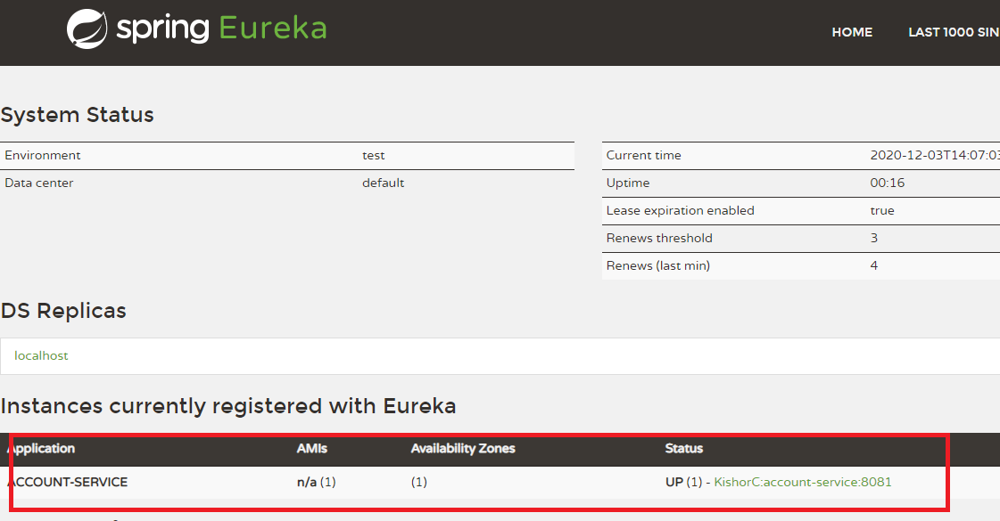 spring Eureka
HOME LAST 1000 SIN
System Status
Environment test
Data center default
Current time 2020-12-03T14:07:03
Uptime 00:16
Lease expiration enabled true
Renews threshold 3
Renews (last min) 4
DS Replicas
localhost
Instances currently registered with Eureka
Application AMIs Availability Zones Status
ACCOUNT-SERVICE n/a (1) (1) UP (1) - KishorC:account-service:8081